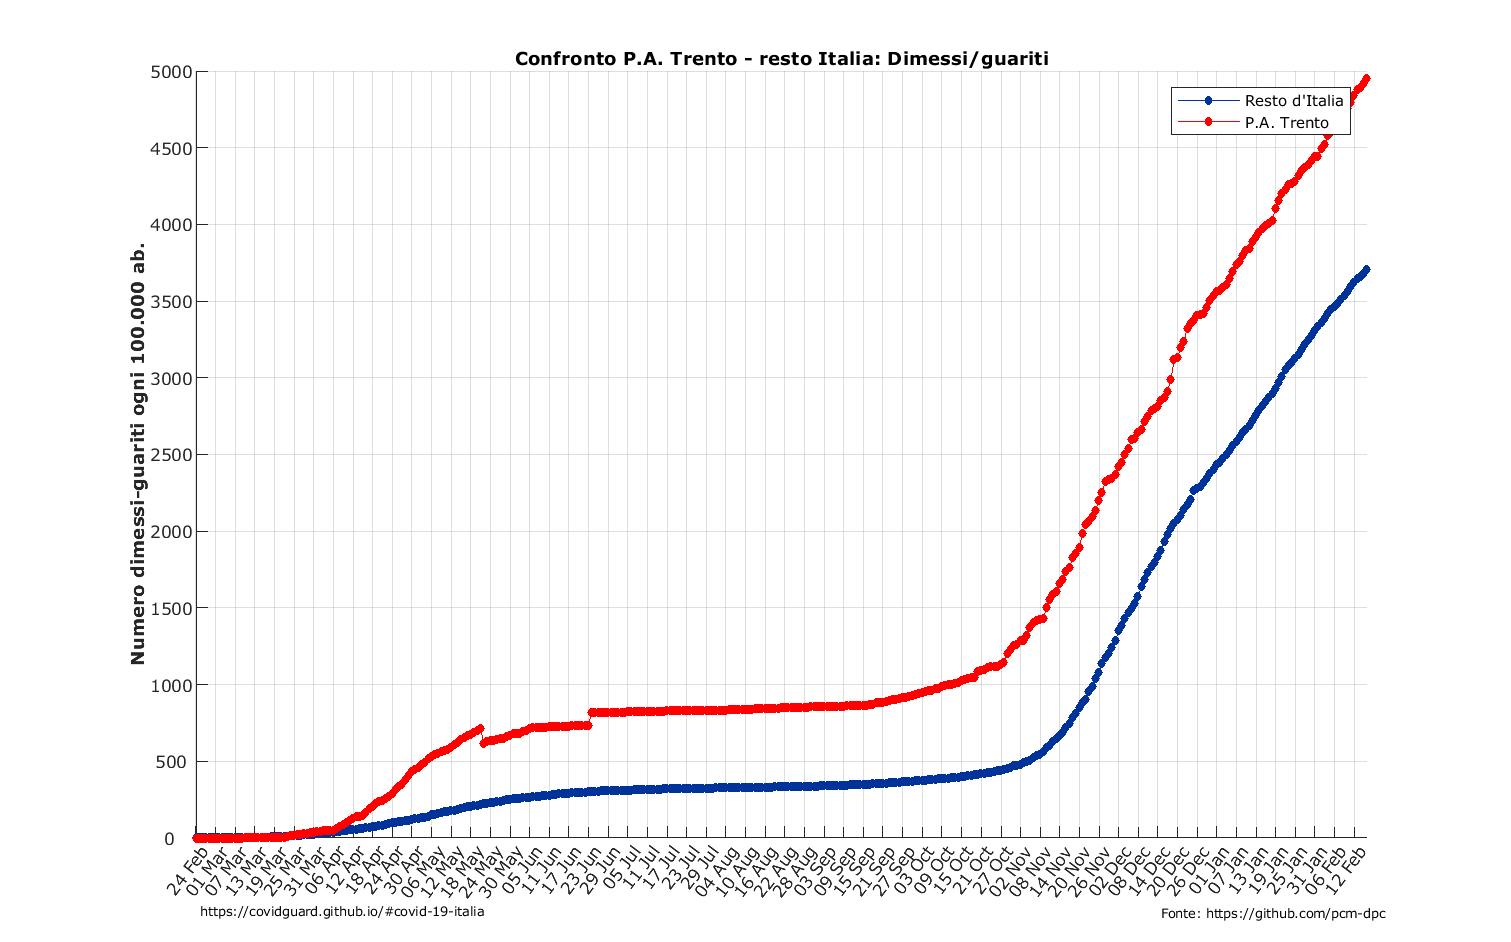 Confronto P.A. Trento - resto Italia: Dimessi/guariti
Numero dimessi-guariti ogni 100.000 ab.
5000
4500
4000
3500
3000
2500
2000
1500
1000
500
0
Resto d'Italia
P.A. Trento
24 Feb
01 Mar
07 Mar
13 Mar
19 Mar
25 Mar
31 Mar
06 Apr
12 Apr
18 Apr
24 Apr
30 Apr
06 May
12 May
18 May
24 May
30 May
05 Jun
11 Jun
17 Jun
23 Jun
29 Jun
05 Jul
11 Jul
17 Jul
23 Jul
29 Jul
04 Aug
10 Aug
16 Aug
22 Aug
28 Aug
03 Sep
09 Sep
15 Sep
21 Sep
27 Sep
03 Oct
09 Oct
15 Oct
21 Oct
27 Oct
02 Nov
08 Nov
14 Nov
20 Nov
26 Nov
02 Dec
08 Dec
14 Dec
20 Dec
26 Dec
01 Jan
07 Jan
13 Jan
19 Jan
25 Jan
31 Jan
06 Feb
12 Feb
https://covidguard.github.io/#covid-19-italia
Fonte: https://github.com/pcm-dpc